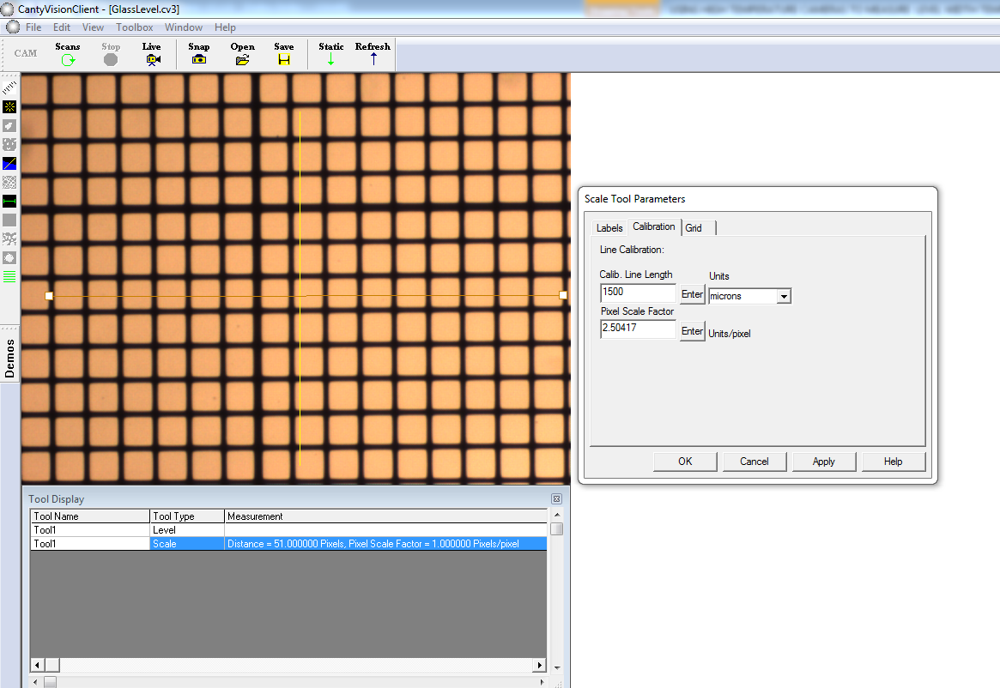 CantyVisionClient - [GlassLevel.cv3]
File Edit View Toolbox Window Help
CAM Scans Stop Live Snap Open Save Static Refresh
Demos
Scale Tool Parameters
Labels Calibration Grid
Line Calibration:
Calib. Line Length Units
1500 Enter microns
Pixel Scale Factor
2.50417 Enter Units/pixel
OK Cancel Apply Help
Tool Display
Tool Name Tool Type Measurement
Tool1 Level
Tool1 Scale Distance = 51.000000 Pixels, Pixel Scale Factor = 1.000000 Pixels/pixel